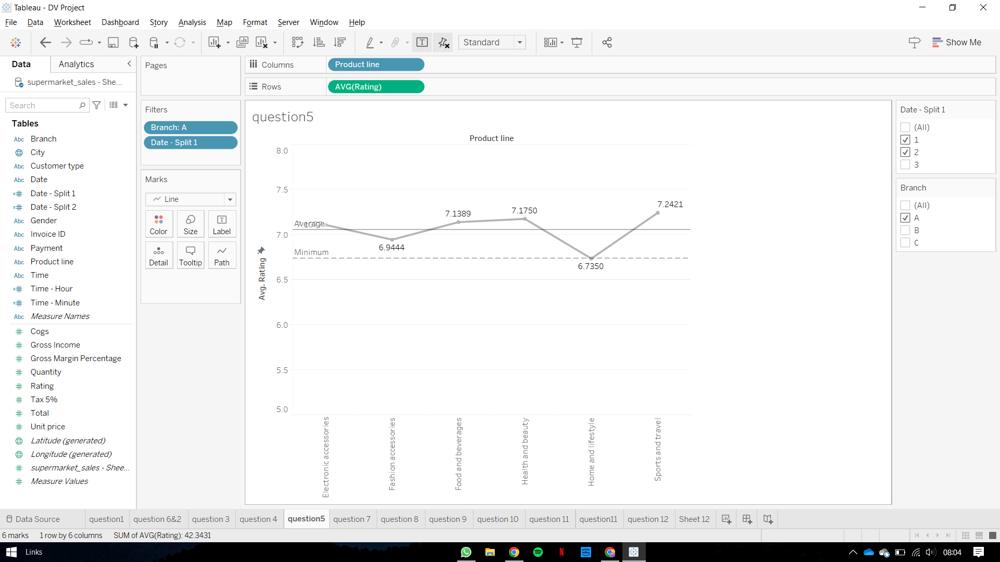 Tableau - DV Project
File Data Worksheet Dashboard Story Analysis Map Format Server Window Help
Standard
Show Me
Data Analytics
supermarket_sales - She...
Search
Tables
Abc Branch
City
Abc Customer type
Abc Date
=# Date - Split 1
=# Date - Split 2
Abc Gender
Abc Invoice ID
Abc Payment
Abc Product line
Abc Time
=# Time - Hour
=# Time - Minute
Abc Measure Names
# Cogs
# Gross Income
# Gross Margin Percentage
# Quantity
# Rating
# Tax 5%
# Total
# Unit price
Latitude (generated)
Longitude (generated)
# supermarket_sales - Shee...
# Measure Values
Pages
Filters
Branch: A
Date - Split 1
Marks
Line
Color Size Label
Detail Tooltip Path
Columns Product line
Rows AVG(Rating)
question5
Product line
Avg. Rating
8.0
7.5
7.0
6.5
6.0
5.5
5.0
Average
Minimum
6.9444
7.1389
7.1750
6.7350
7.2421
Electronic accessories
Fashion accessories
Food and beverages
Health and beauty
Home and lifestyle
Sports and travel
Date - Split 1
(All)
1
2
3
Branch
(All)
A
B
C
Data Source question1 question 6&2 question 3 question 4 question5 question 7 question 8 question 9 question 10 question 11 question11 question 12 Sheet 12
6 marks 1 row by 6 columns SUM of AVG(Rating): 42.3431
Links
prime video
N
08:04